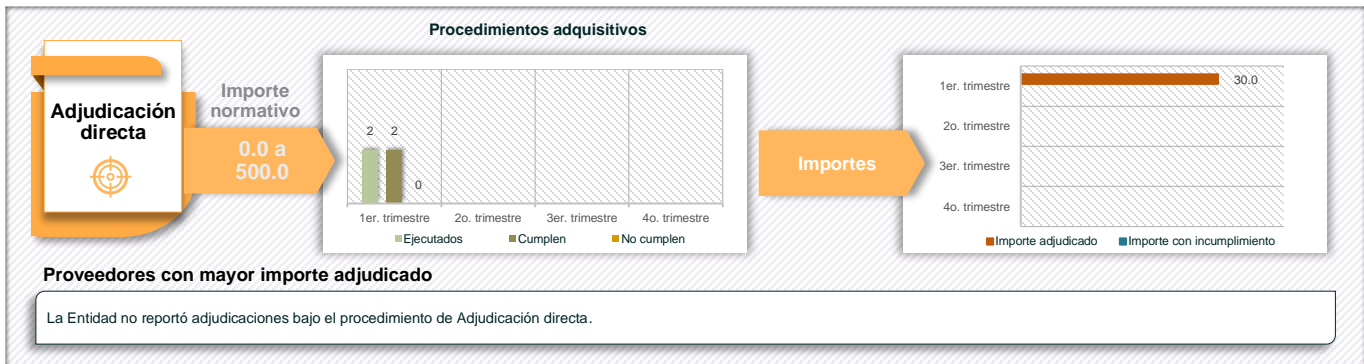 Procedimientos adquisitivos
Adjudicación
directa
Importe
normativo
0.0 a
500.0
2 2
0
1er. trimestre 2o. trimestre 3er. trimestre 4o. trimestre
Ejecutados Cumplen No cumplen
Importes
1er. trimestre 30.0
2o. trimestre
3er. trimestre
4o. trimestre
Importe adjudicado Importe con incumplimiento
Proveedores con mayor importe adjudicado
La Entidad no reportó adjudicaciones bajo el procedimiento de Adjudicación directa.